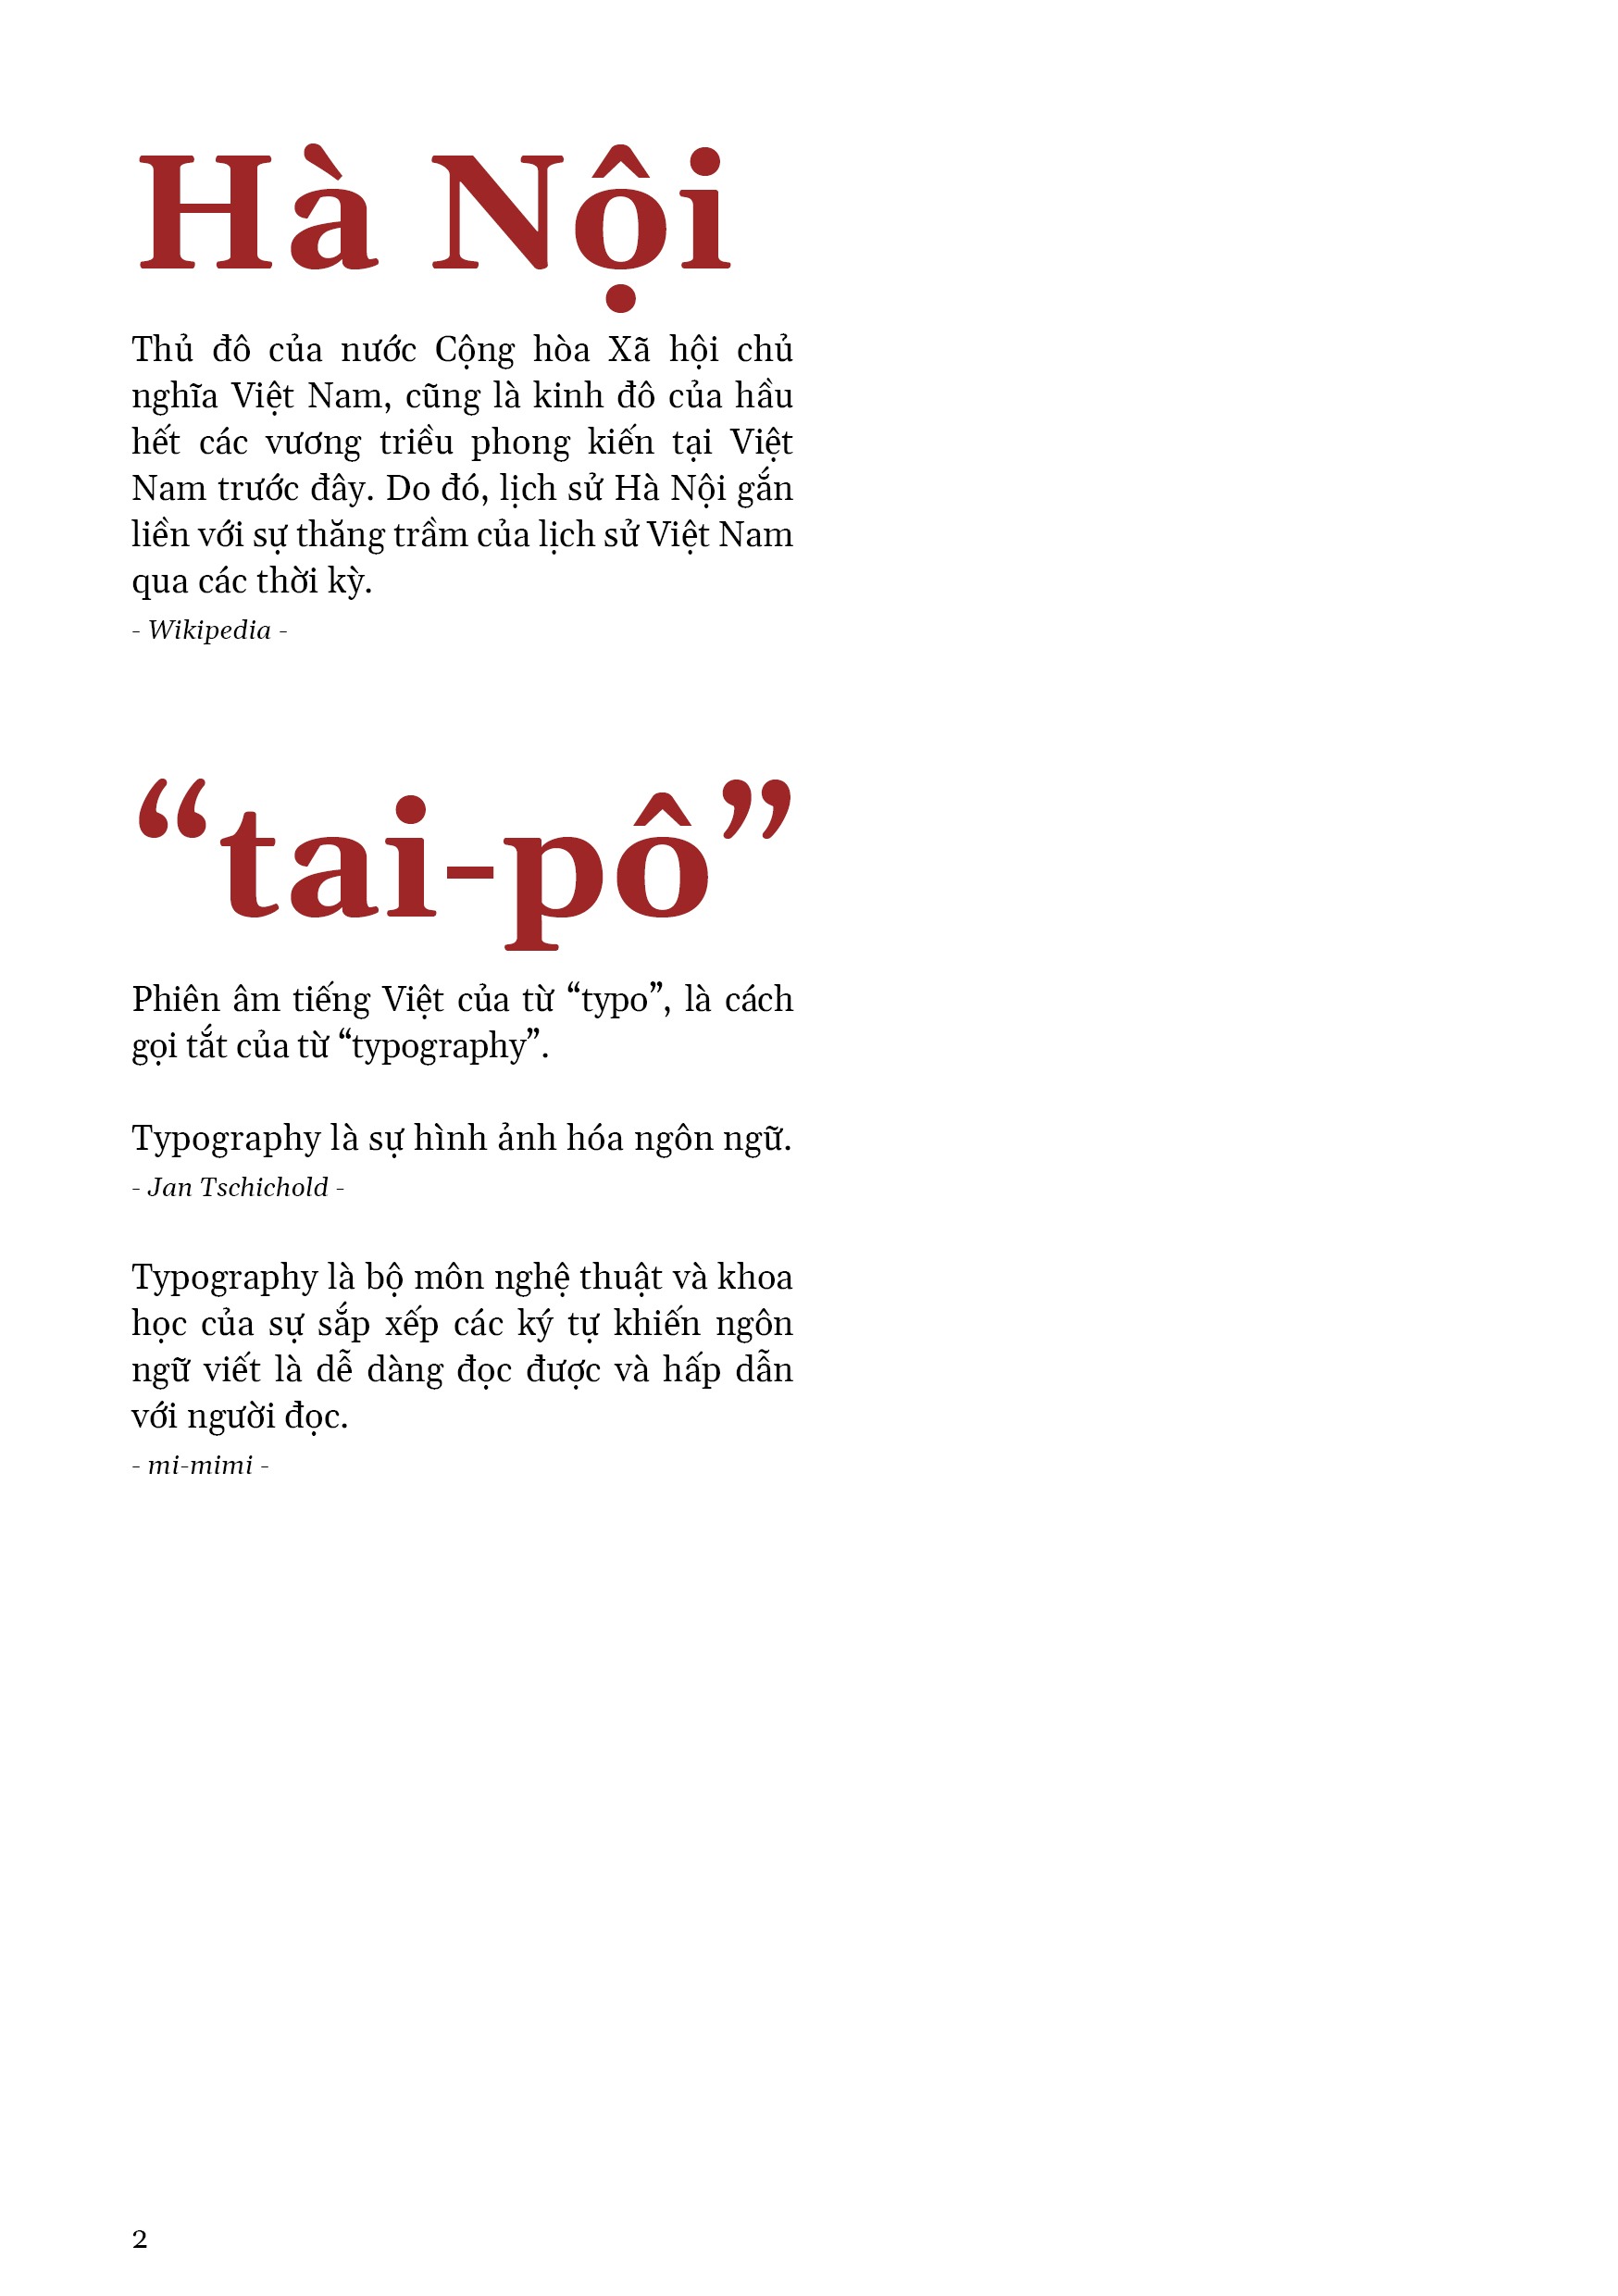 Hà Nội
Thủ đô của nước Cộng hòa Xã hội chủ
nghĩa Việt Nam, cũng là kinh đô của hầu
hết các vương triều phong kiến tại Việt
Nam trước đây. Do đó, lịch sử Hà Nội gắn
liền với sự thăng trầm của lịch sử Việt Nam
qua các thời kỳ.
- Wikipedia -
“tai-pô”
Phiên âm tiếng Việt của từ “typo”, là cách
gọi tắt của từ “typography”.
Typography là sự hình ảnh hóa ngôn ngữ.
- Jan Tschichold -
Typography là bộ môn nghệ thuật và khoa
học của sự sắp xếp các ký tự khiến ngôn
ngữ viết là dễ dàng đọc được và hấp dẫn
với người đọc.
- mi-mimi -
2